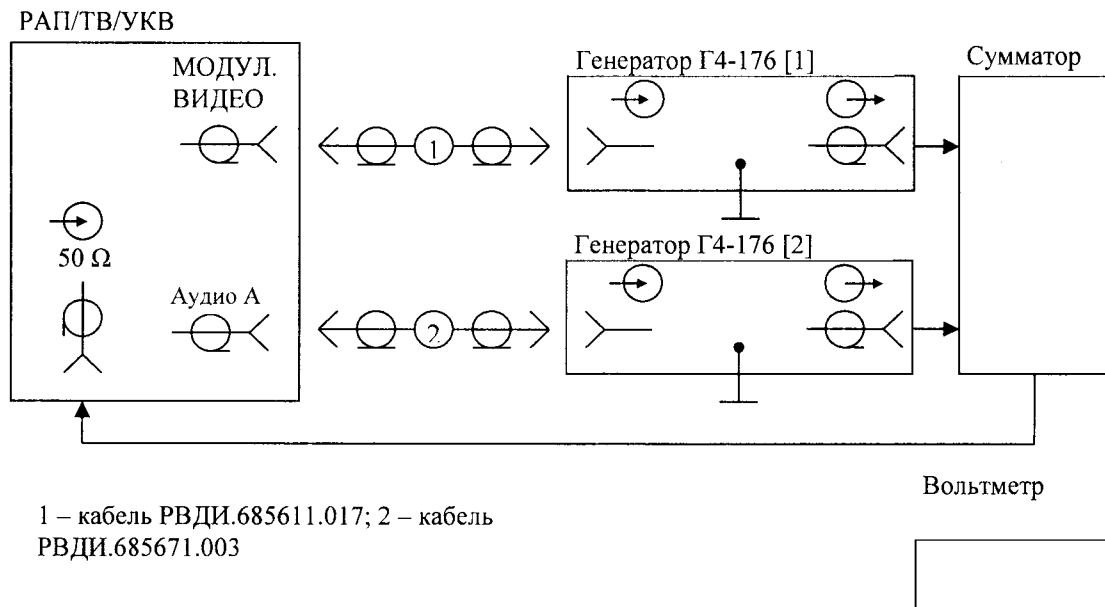 РАП/ТВ/УКВ
МОДУЛ.
ВИДЕО
50 Ω
Аудио А
1
2
Генератор Г4-176 [1]
Генератор Г4-176 [2]
Сумматор
Вольтметр
1 – кабель РВДИ.685611.017; 2 – кабель
РВДИ.685671.003